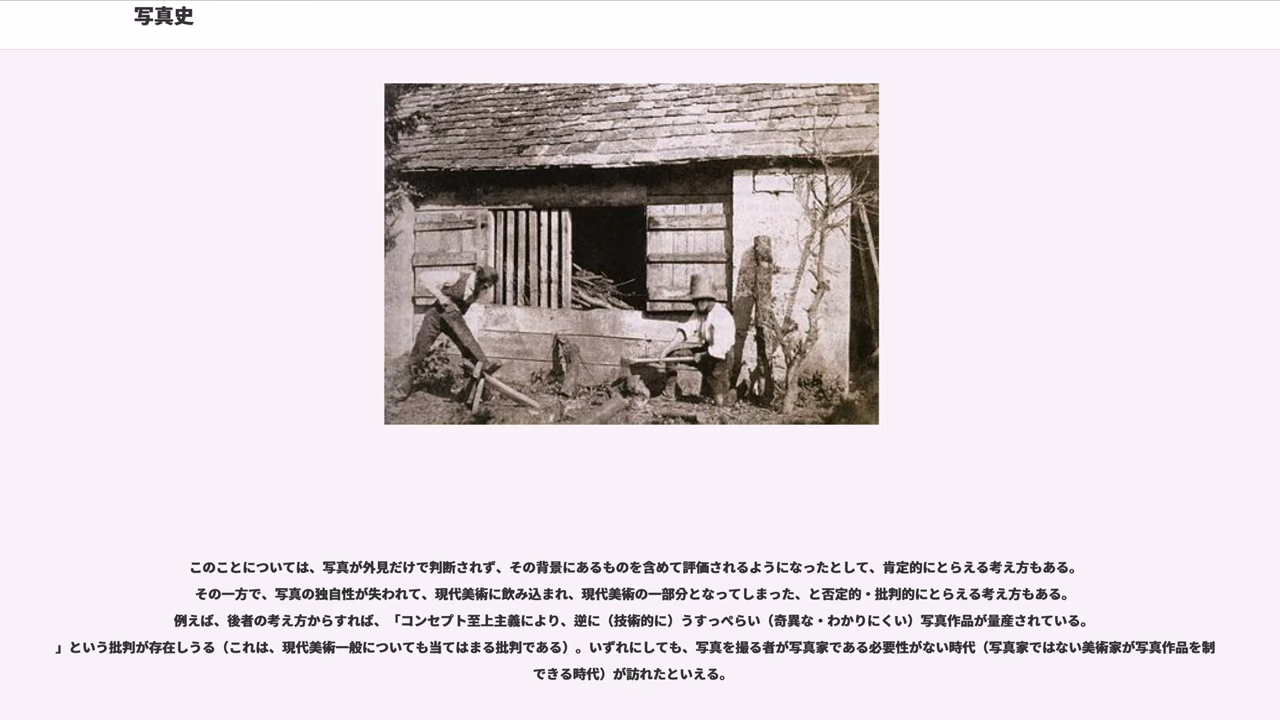 写真史
このことについては、写真が外見だけで判断されず、その背景にあるものを含めて評価されるようになったとして、肯定的にとらえる考え方もある。
その一方で、写真の独自性が失われて、現代美術に飲み込まれ、現代美術の一部分となってしまった、と否定的・批判的にとらえる考え方もある。
例えば、後者の考え方からすれば、「コンセプト至上主義により、逆に（技術的に）うすっぺらい（奇異な・わかりにくい）写真作品が量産されている。
」という批判が存在しうる（これは、現代美術一般についても当てはまる批判である）。いずれにしても、写真を撮る者が写真家である必要性がない時代（写真家ではない美術家が写真作品を制
できる時代）が訪れたといえる。